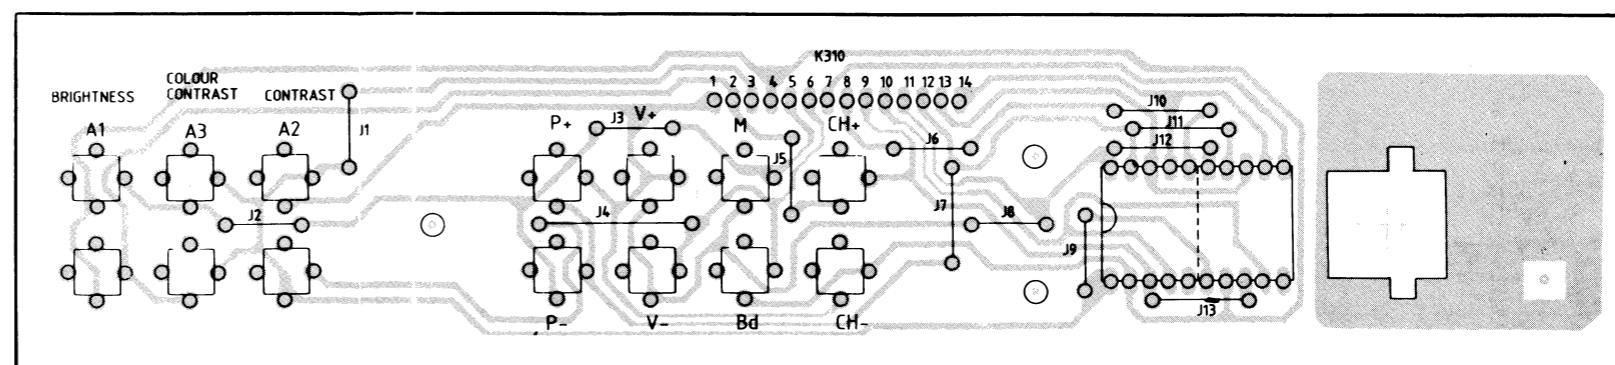 K310
1 2 3 4 5 6 7 8 9 10 11 12 13 14
BRIGHTNESS
COLOUR
CONTRAST
CONTRAST
A1
A3
A2
J1
P+
J3
V+
M
J5
CH+
J6
J10
J11
J12
J2
J4
J7
J8
J9
J13
P-
V-
Bd
CH-